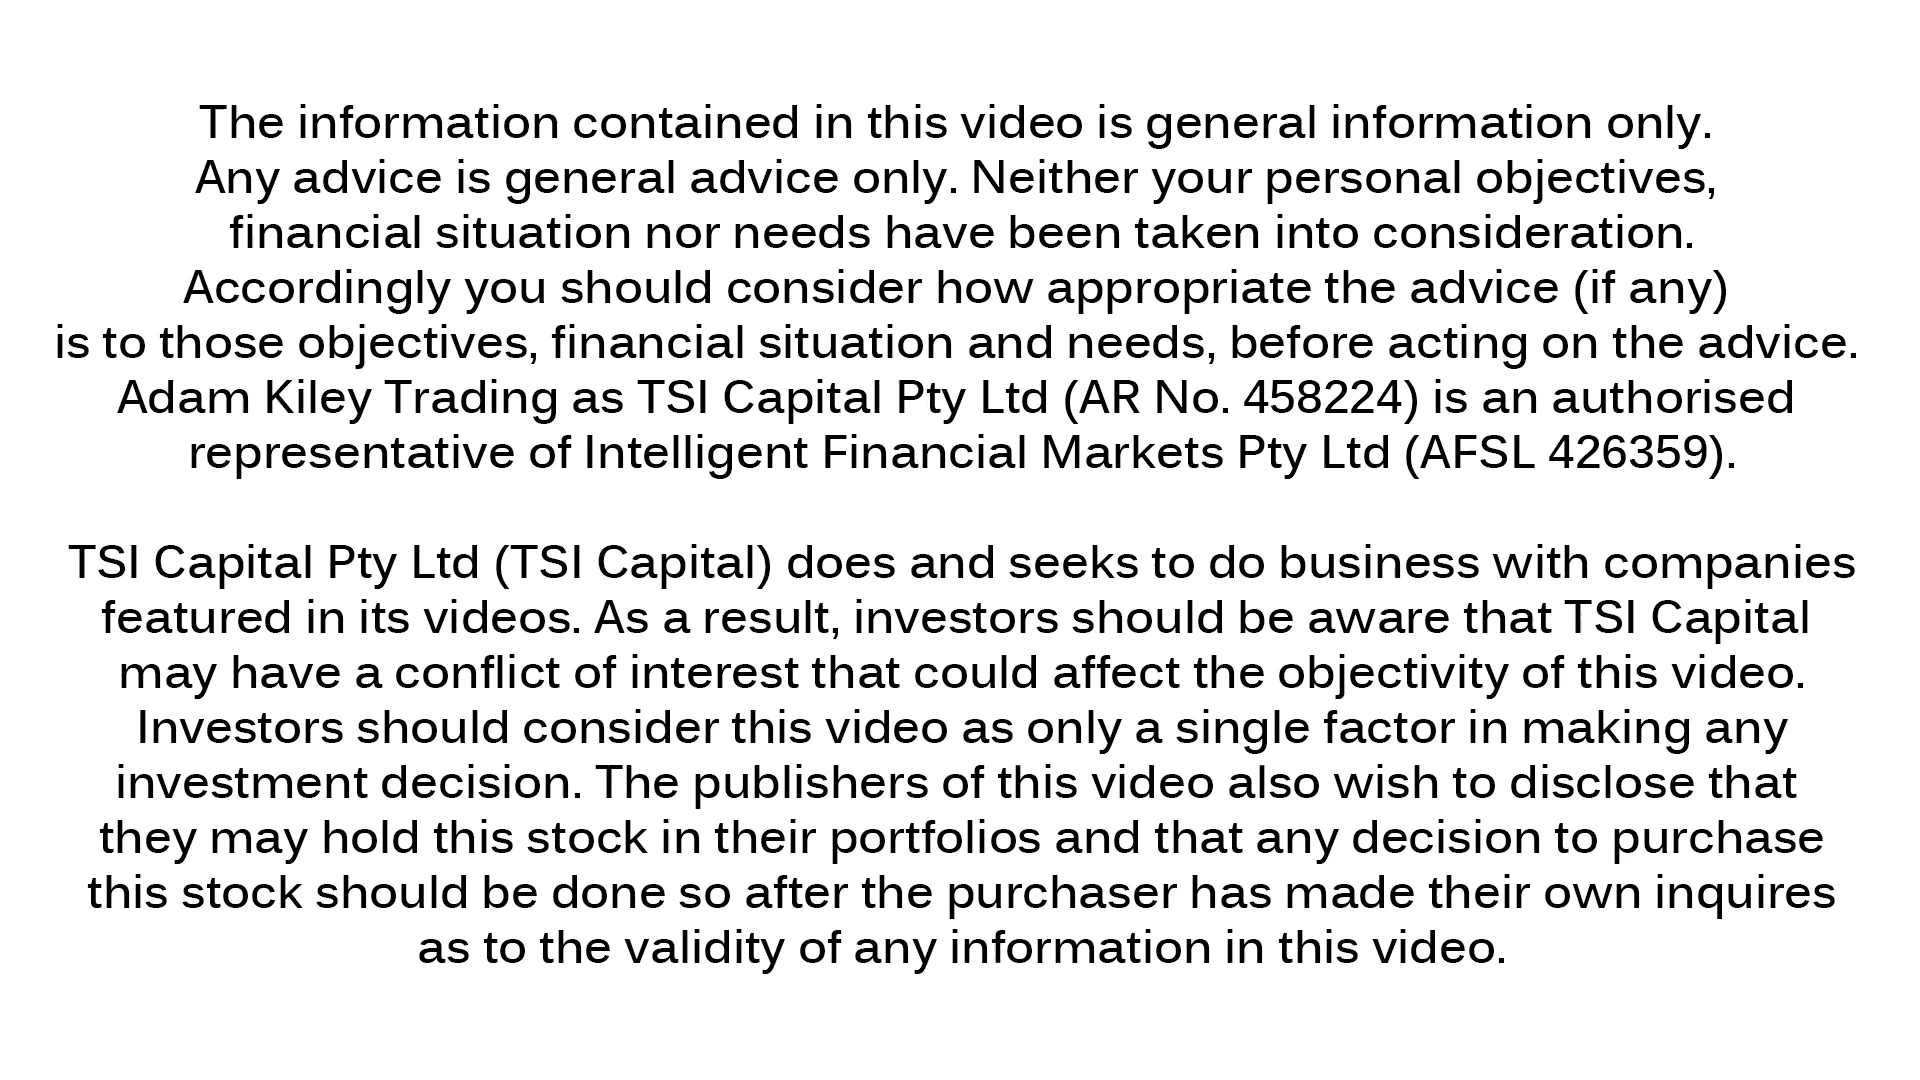 The information contained in this video is general information only.
Any advice is general advice only. Neither your personal objectives,
financial situation nor needs have been taken into consideration.
Accordingly you should consider how appropriate the advice (if any)
is to those objectives, financial situation and needs, before acting on the advice.
Adam Kiley Trading as TSI Capital Pty Ltd (AR No. 458224) is an authorised
representative of Intelligent Financial Markets Pty Ltd (AFSL 426359).
TSI Capital Pty Ltd (TSI Capital) does and seeks to do business with companies
featured in its videos. As a result, investors should be aware that TSI Capital
may have a conflict of interest that could affect the objectivity of this video.
Investors should consider this video as only a single factor in making any
investment decision. The publishers of this video also wish to disclose that
they may hold this stock in their portfolios and that any decision to purchase
this stock should be done so after the purchaser has made their own inquires
as to the validity of any information in this video.